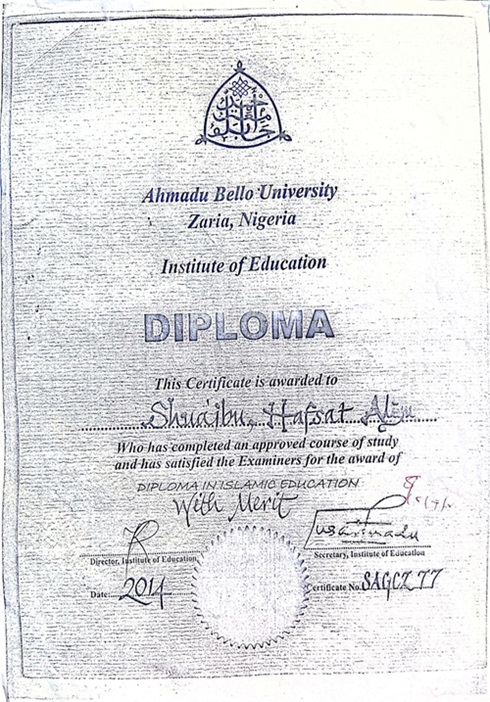 Ahmadu Bello University
Zaria, Nigeria
Institute of Education
DIPLOMA
This Certificate is awarded to
Shuaibu, Hafsat
Who has completed an approved course of study
and has satisfied the Examiners for the award of
DIPLOMA IN ISLAMIC EDUCATION
With Merit
Director, Institute of Education
Secretary, Institute of Education
Date: 2014
Certificate No. SAGCZ 77